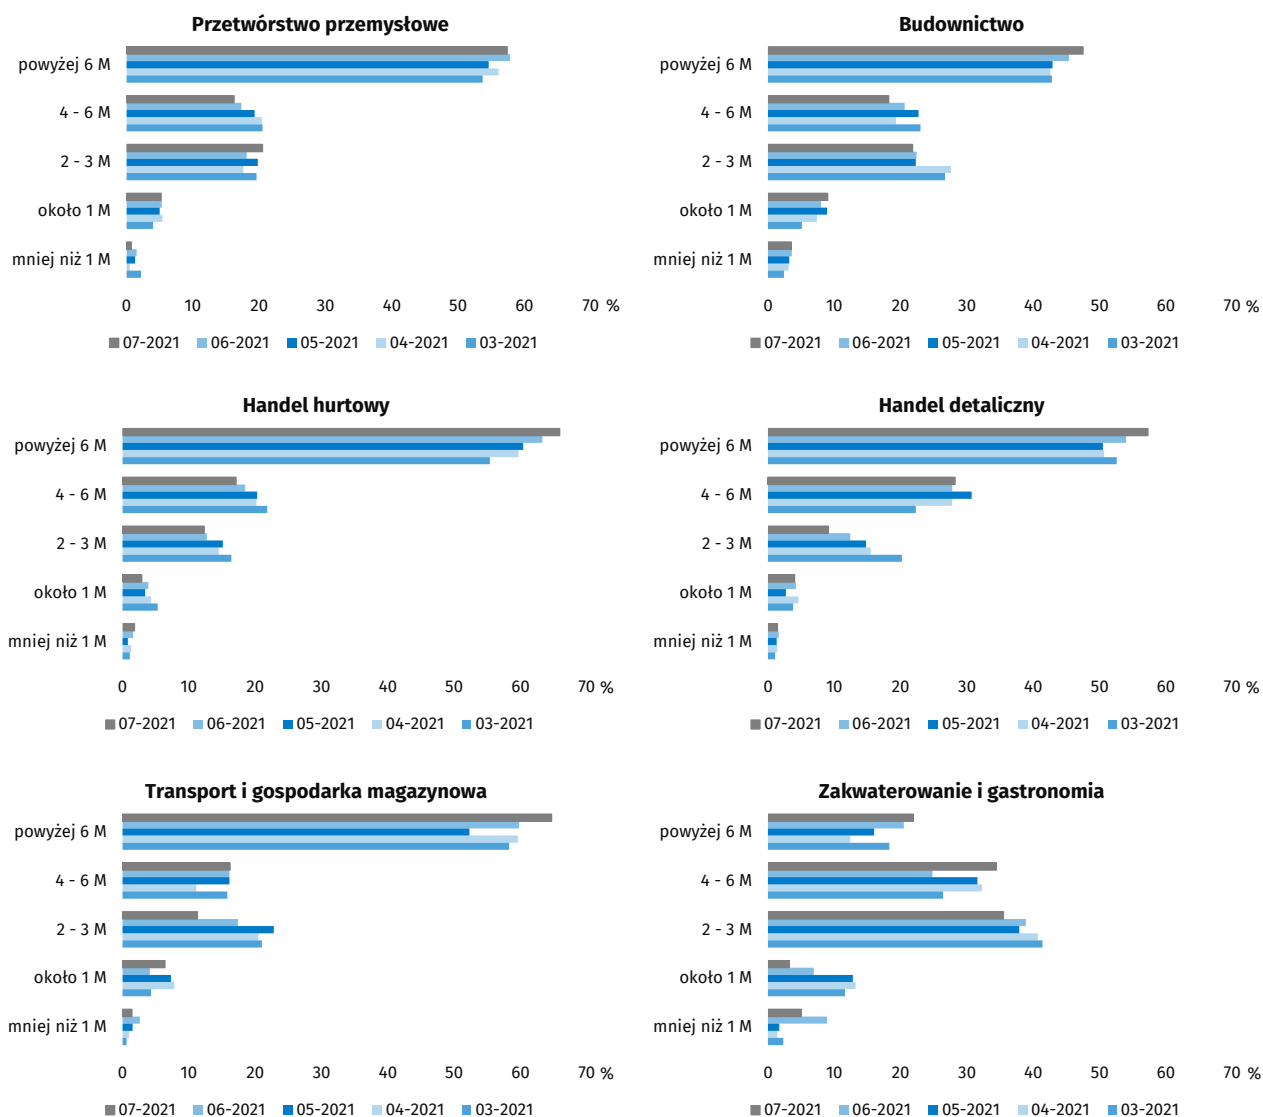 Przetwórstwo przemysłowe
powyżej 6 M
4 - 6 M
2 - 3 M
około 1 M
mniej niż 1 M
0 10 20 30 40 50 60 70 %
07-2021 06-2021 05-2021 04-2021 03-2021
Budownictwo
powyżej 6 M
4 - 6 M
2 - 3 M
około 1 M
mniej niż 1 M
0 10 20 30 40 50 60 70 %
07-2021 06-2021 05-2021 04-2021 03-2021
Handel hurtowy
powyżej 6 M
4 - 6 M
2 - 3 M
około 1 M
mniej niż 1 M
0 10 20 30 40 50 60 70 %
07-2021 06-2021 05-2021 04-2021 03-2021
Handel detaliczny
powyżej 6 M
4 - 6 M
2 - 3 M
około 1 M
mniej niż 1 M
0 10 20 30 40 50 60 70 %
07-2021 06-2021 05-2021 04-2021 03-2021
Transport i gospodarka magazynowa
powyżej 6 M
4 - 6 M
2 - 3 M
około 1 M
mniej niż 1 M
0 10 20 30 40 50 60 70 %
07-2021 06-2021 05-2021 04-2021 03-2021
Zakwaterowanie i gastronomia
powyżej 6 M
4 - 6 M
2 - 3 M
około 1 M
mniej niż 1 M
0 10 20 30 40 50 60 70 %
07-2021 06-2021 05-2021 04-2021 03-2021